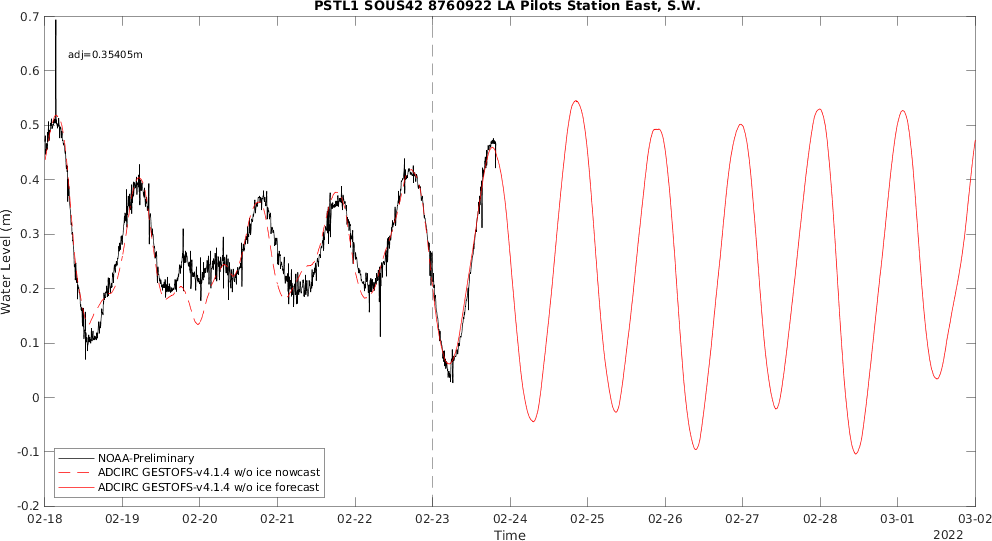 PSTL1 SOUS42 8760922 LA Pilots Station East, S.W.
adj=0.35405m
0.7
0.6
0.5
0.4
0.3
0.2
0.1
0
-0.1
-0.2
Water Level (m)
NOAA-Preliminary
ADCIRC GESTOFS-v4.1.4 w/o ice nowcast
ADCIRC GESTOFS-v4.1.4 w/o ice forecast
02-18 02-19 02-20 02-21 02-22 02-23 02-24 02-25 02-26 02-27 02-28 03-01 03-02
Time
2022